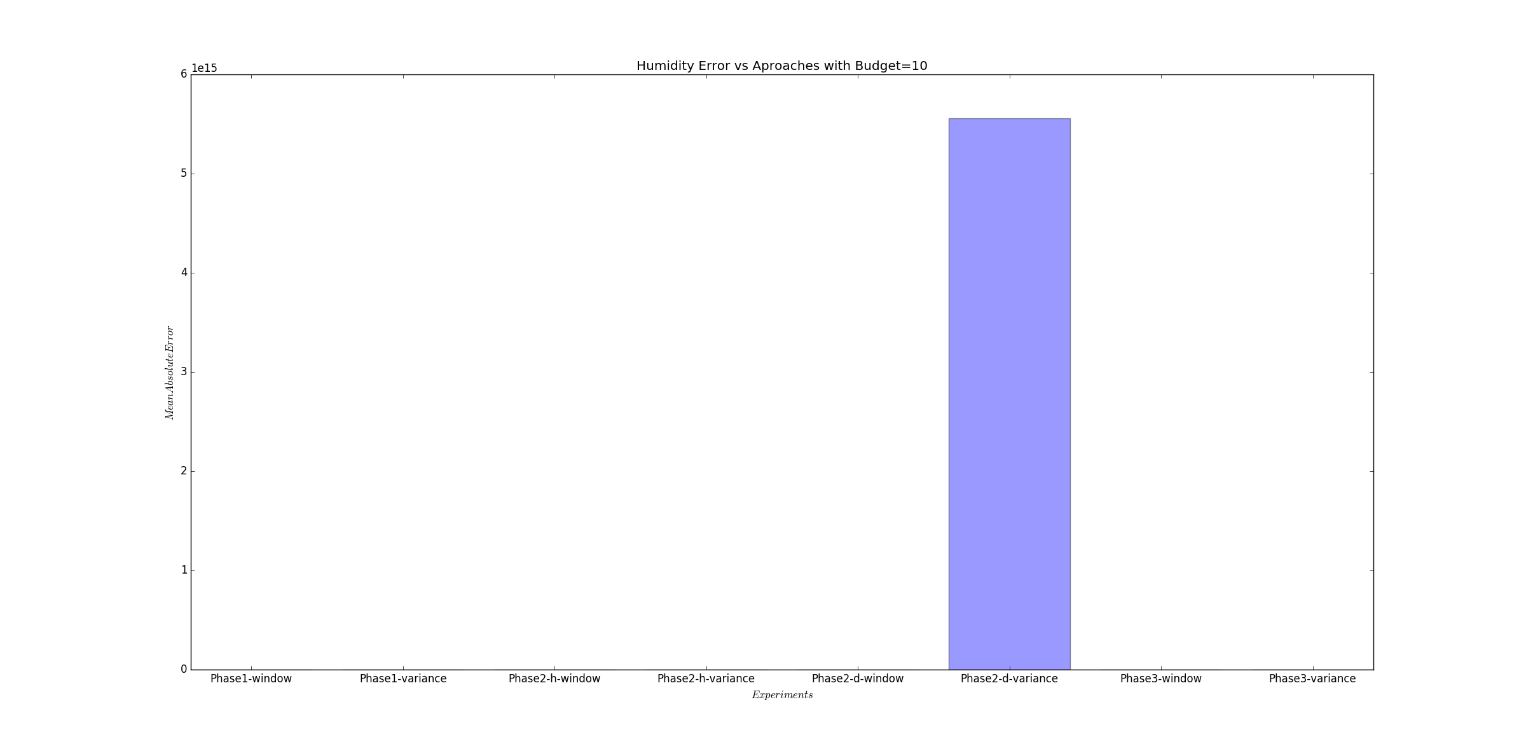 Humidity Error vs Aproaches with Budget=10
1e15
6
5
4
3
2
1
0
MeanAbsoluteError
Phase1-window Phase1-variance Phase2-h-window Phase2-h-variance Phase2-d-window Phase2-d-variance Phase3-window Phase3-variance
Experiments